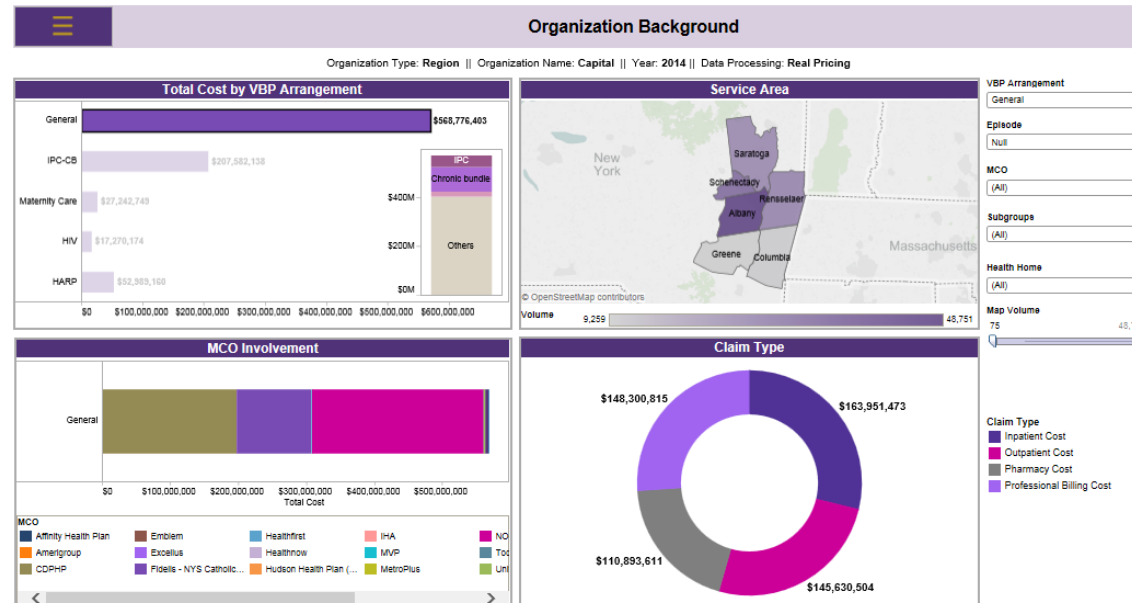 Organization Background
Organization Type: Region || Organization Name: Capital || Year: 2014 || Data Processing: Real Pricing
Total Cost by VBP Arrangement
General
$568,776,403
IPC-CB
$207,582,138
Maternity Care
$27,242,745
HIV
$17,270,174
HARP
$52,989,160
$0
$100,000,000
$200,000,000
$300,000,000
$400,000,000
$500,000,000
$600,000,000
IPC
Chronic bundle
Others
$400M
$200M
$0M
Service Area
New
York
Saratoga
Schenectady
Rensselaer
Albany
Greene
Columbia
Massachusetts
© OpenStreetMap contributors
Volume
9,259
48,751
VBP Arrangement
General
Episode
Null
MCO
(All)
Subgroups
(All)
Health Home
(All)
Map Volume
75
48,
MCO Involvement
General
$0
$100,000,000
$200,000,000
$300,000,000
$400,000,000
$500,000,000
Total Cost
MCO
Affinity Health Plan
Emblem
Healthfirst
IHA
NO
Amerigroup
Excellus
Healthnow
MVP
CDPHP
Fidelis - NYS Catholic...
Hudson Health Plan (...
MetroPlus
Claim Type
$148,300,815
$163,951,473
$110,893,611
$145,630,504
Claim Type
Inpatient Cost
Outpatient Cost
Pharmacy Cost
Professional Billing Cost